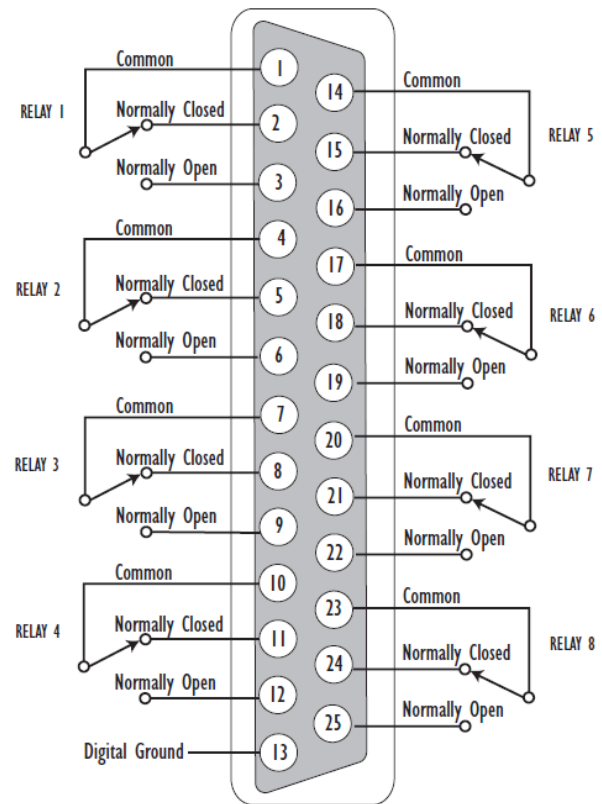 Common
1
RELAY 1
Normally Closed
2
Normally Open
3
Common
4
RELAY 2
Normally Closed
5
Normally Open
6
Common
7
RELAY 3
Normally Closed
8
Normally Open
9
Common
10
RELAY 4
Normally Closed
11
Normally Open
12
Digital Ground
13
14
Common
15
Normally Closed
RELAY 5
16
Normally Open
17
Common
18
Normally Closed
RELAY 6
19
Normally Open
20
Common
21
Normally Closed
RELAY 7
22
Normally Open
23
Common
24
Normally Closed
RELAY 8
25
Normally Open